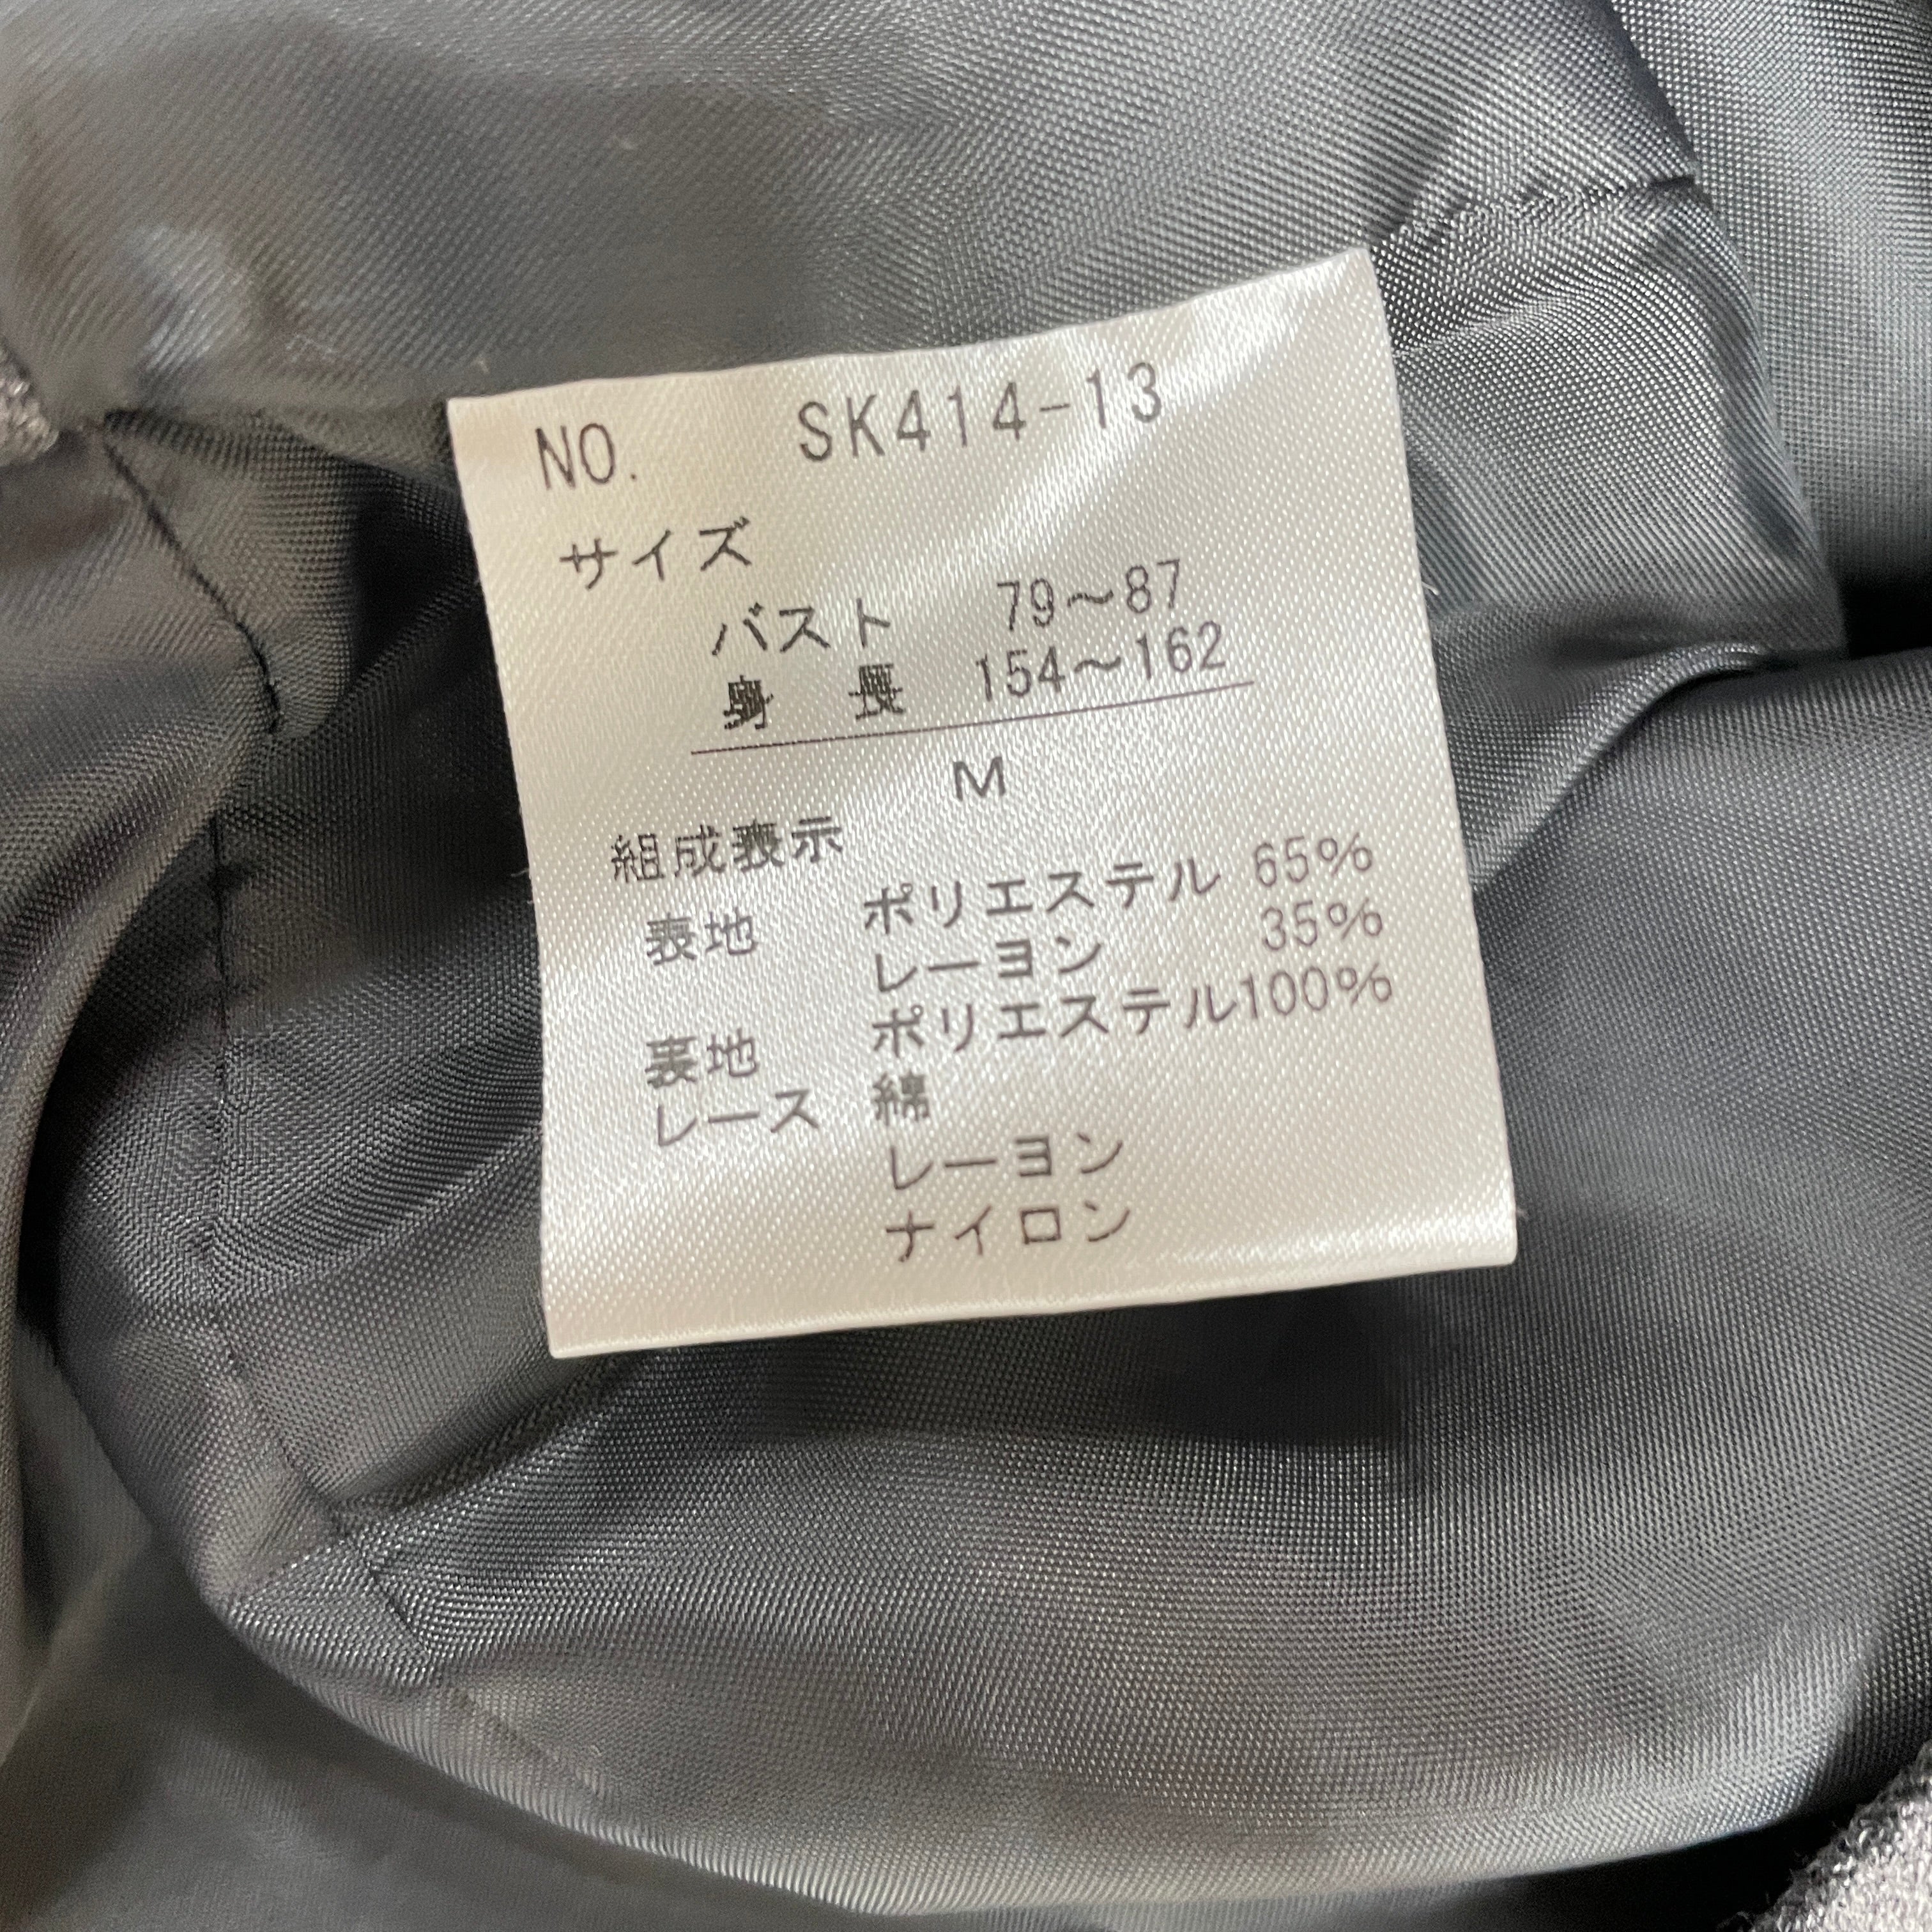 NO. SK414-13
サイズ
バスト 79～87
身長 154～162
M
組成表示
表地 ポリエステル 65%
レーヨン 35%
裏地 ポリエステル100%
レース 綿
レーヨン
ナイロン